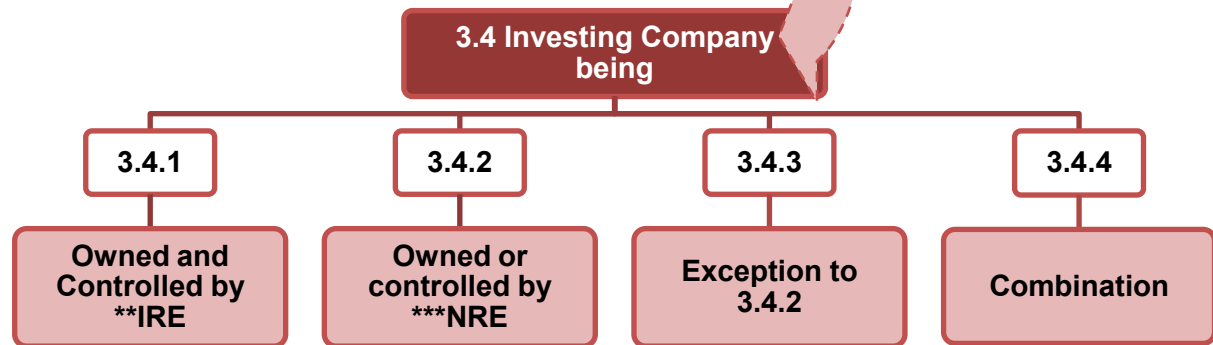 3.4 Investing Company
being
3.4.1
3.4.2
3.4.3
3.4.4
Owned and
Controlled by
**IRE
Owned or
controlled by
***NRE
Exception to
3.4.2
Combination